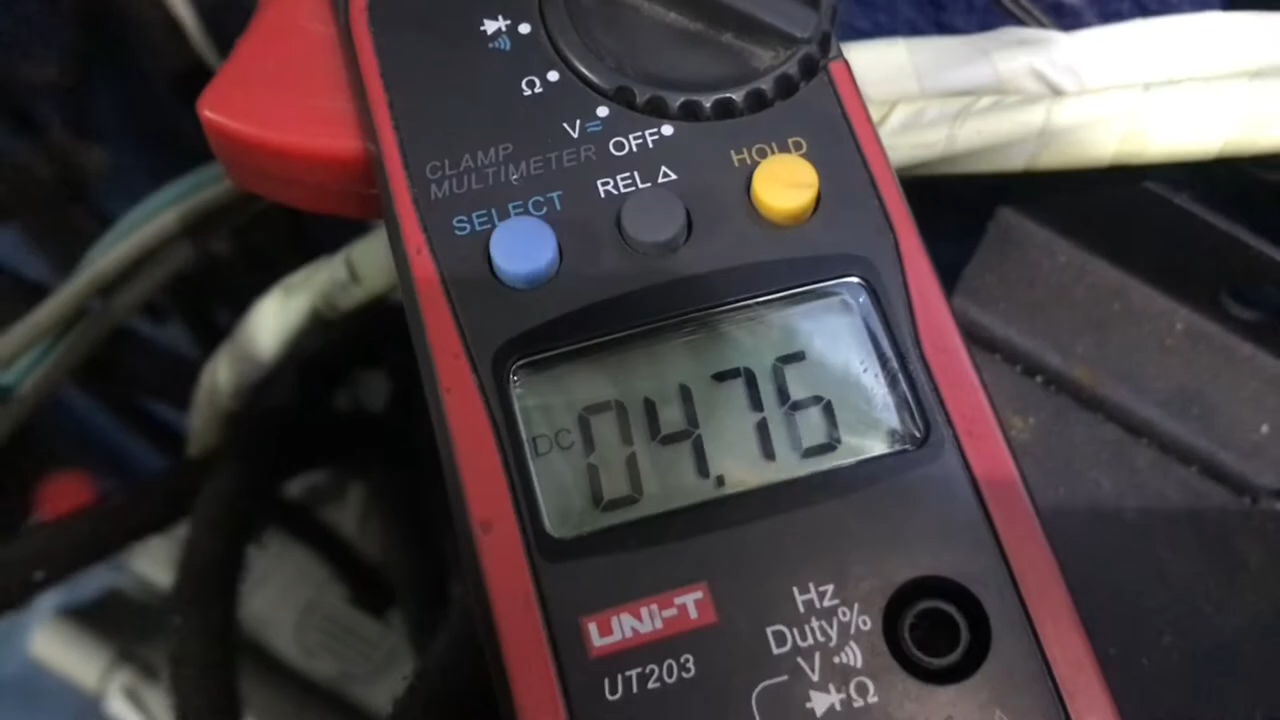 Ω
V
OFF
CLAMP
MULTIMETER
SELECT
REL Δ
HOLD
DC 04.76 A
UNI-T
UT203
Hz
Duty%
V
Ω